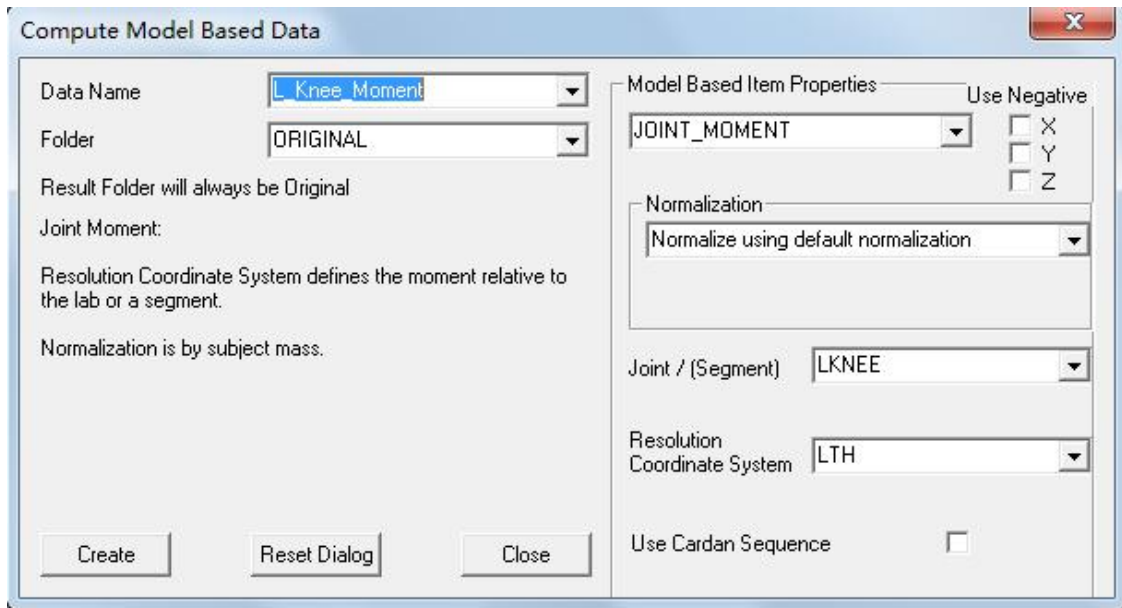 Compute Model Based Data
Data Name
L_Knee_Moment
Folder
ORIGINAL
Result Folder will always be Original
Joint Moment:
Resolution Coordinate System defines the moment relative to
the lab or a segment.
Normalization is by subject mass.
Create
Reset Dialog
Close
Model Based Item Properties
Use Negative
JOINT_MOMENT
X
Y
Z
Normalization
Normalize using default normalization
Joint / (Segment)
LKNEE
Resolution
Coordinate System
LTH
Use Cardan Sequence